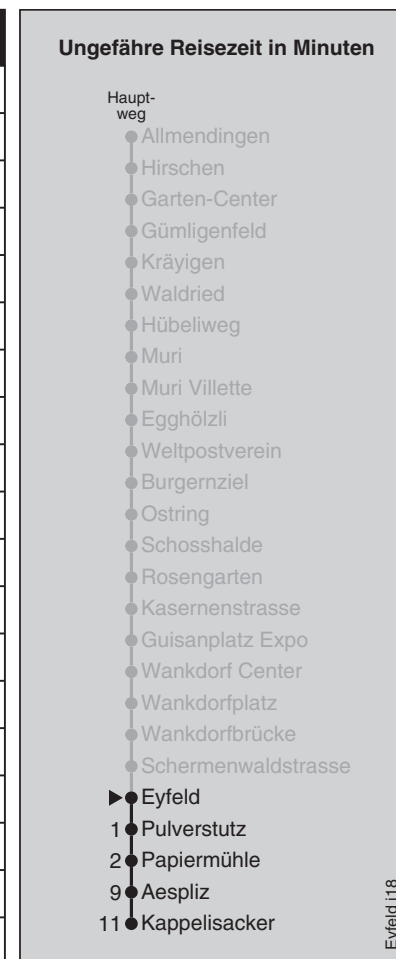 Ungefähre Reisezeit in Minuten
Haupt-
weg
Allmendingen
Hirschen
Garten-Center
Gümligenfeld
Kräyigen
Waldried
Hübeliweg
Muri
Muri Villette
Egghölzli
Weltpostverein
Burgernziel
Ostring
Schosshalde
Rosengarten
Kasernenstrasse
Guisanplatz Expo
Wankdorf Center
Wankdorfplatz
Wankdorfbrücke
Schermenwaldstrasse
Eyfeld
1 Pulverstutz
2 Papiermühle
9 Aespliz
11 Kappelisacker
Eyfeld i18